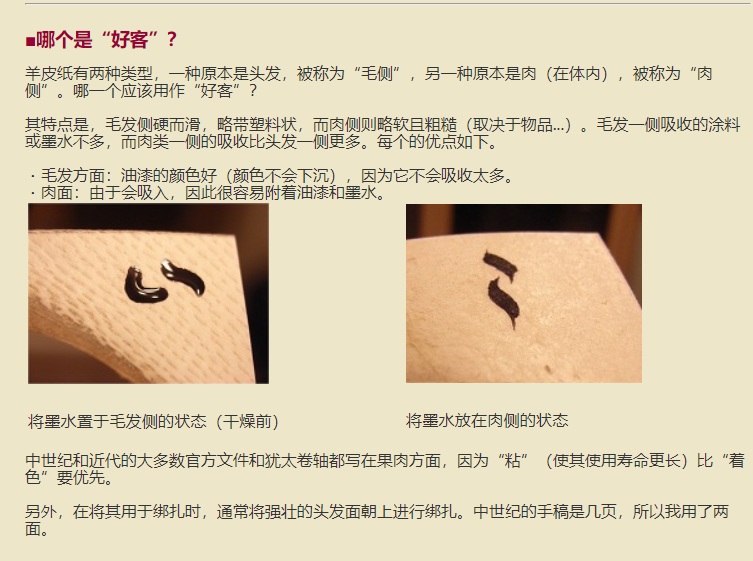 ■哪个是“好客”?
羊皮纸有两种类型，一种原本是头发，被称为“毛侧”，另一种原本是肉（在体内），被称为“肉
侧”。哪一个应该用作“好客”?
其特点是，毛发侧硬而滑，略带塑料状，而肉侧则略软且粗糙（取决于物品...）。毛发一侧吸收的涂料
或墨水不多，而肉类一侧的吸收比头发一侧更多。每个的优点如下。
・毛发方面：油漆的颜色好（颜色不会下沉），因为它不会吸收太多。
・肉面：由于会吸入，因此很容易附着油漆和墨水。
将墨水置于毛发侧的状态（干燥前）
将墨水放在肉侧的状态
中世纪和近代的大多数官方文件和犹太卷轴都写在果肉方面，因为“粘”（使其使用寿命更长）比“着
色”要优先。
另外，在将其用于绑扎时，通常将强壮的头发面朝上进行绑扎。中世纪的手稿是几页，所以我用了两
面。